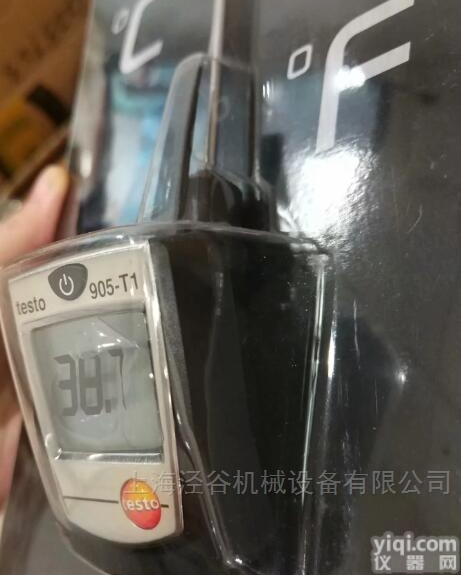 °C
°F
testo 905-T1
38.7
testo
上海泾谷机械设备有限公司
yiqi.com
仪器网